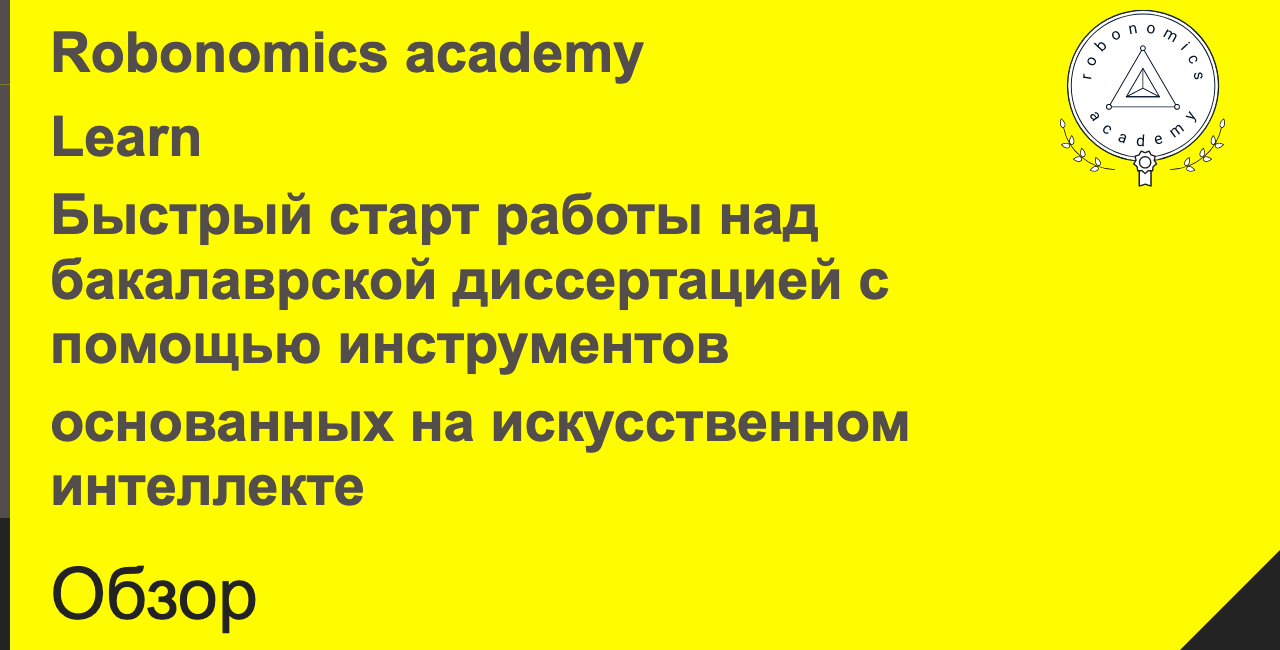 Robonomics academy
Learn
Быстрый старт работы над
бакалаврской диссертацией с
помощью инструментов
основанных на искусственном
интеллекте
Обзор
robonomics
academy